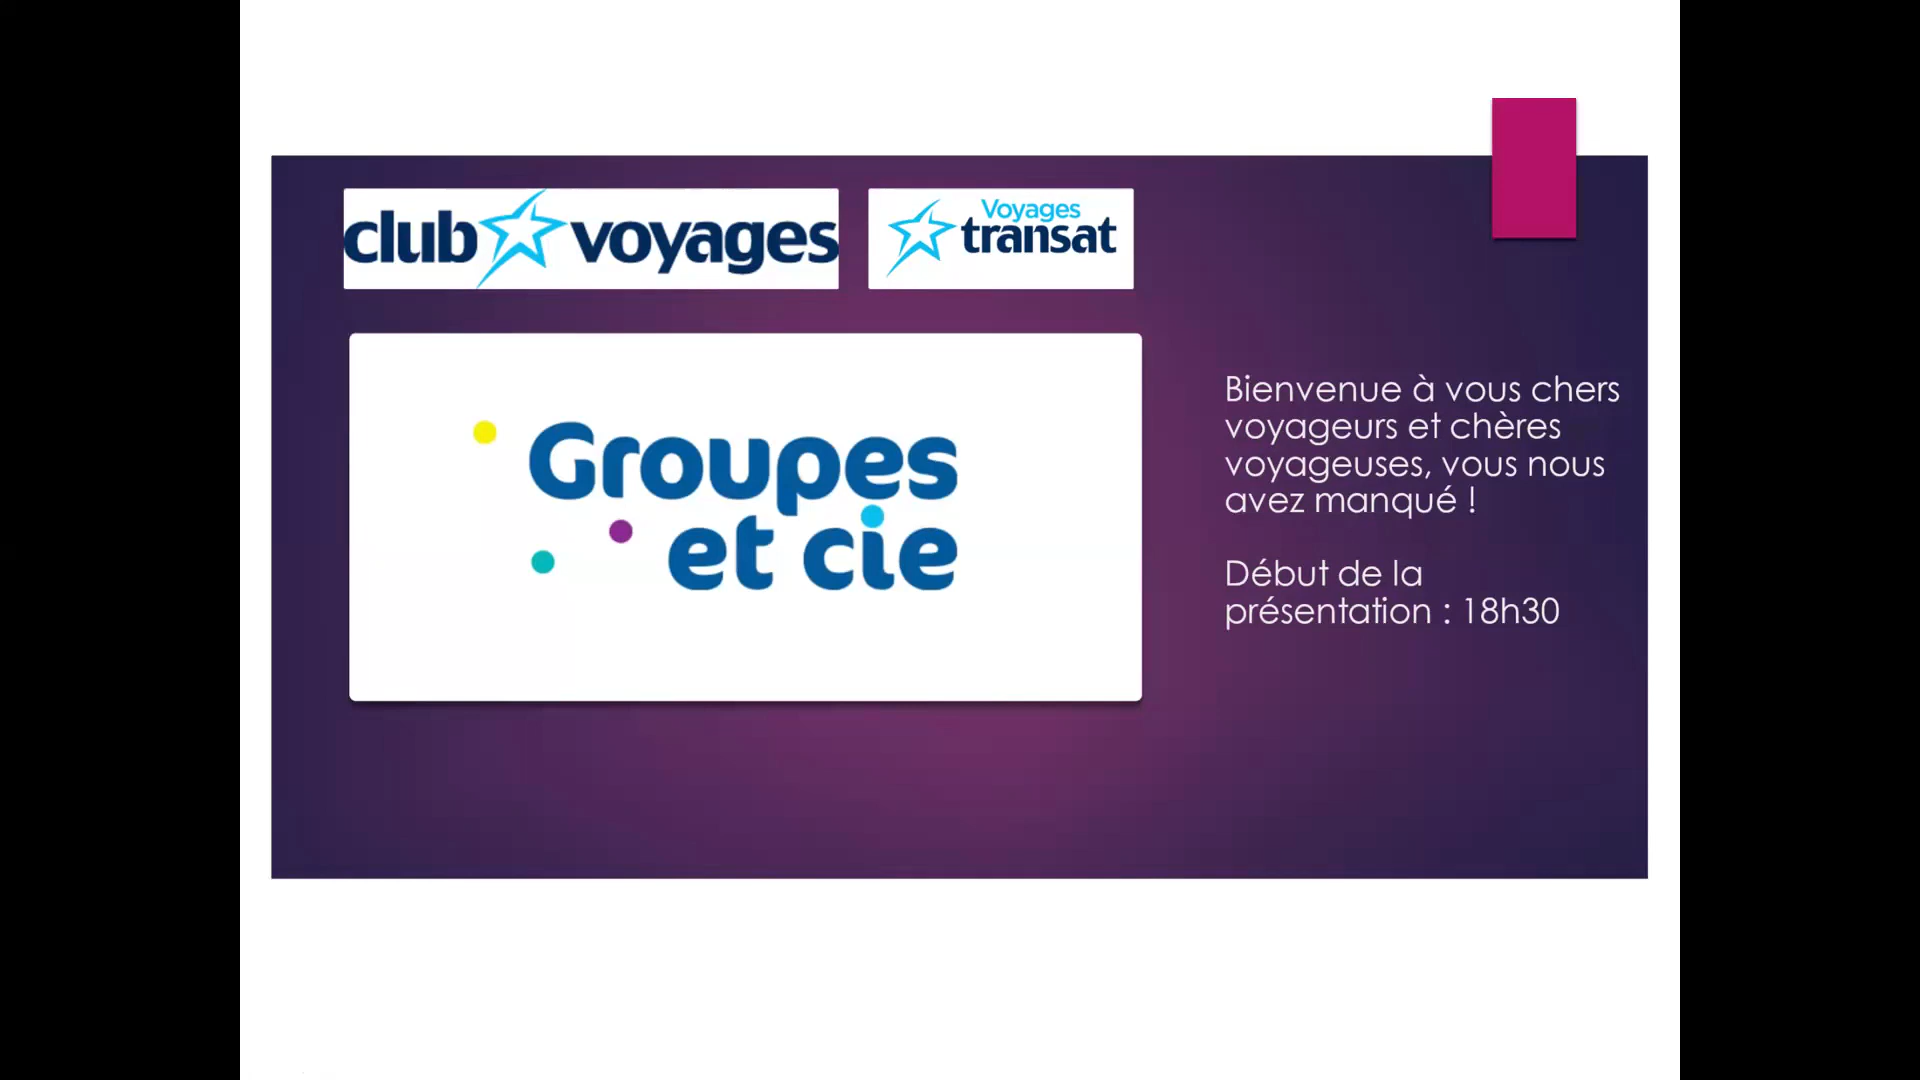 club voyages
Voyages
transat
Groupes
et cie
Bienvenue à vous chers
voyageurs et chères
voyageuses, vous nous
avez manqué !
Début de la
présentation : 18h30